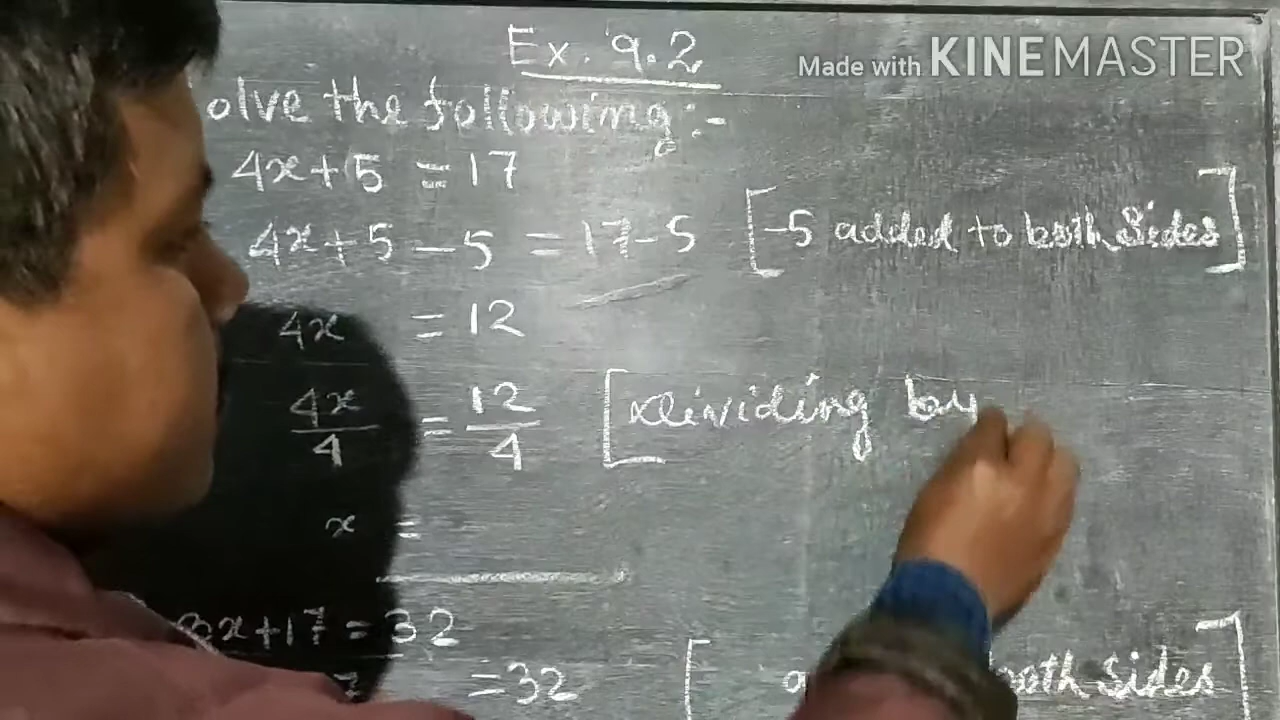 Ex. 9.2
Made with KINEMASTER
olve the following:-
4x+5 = 17
4x+5 -5 = 17-5 [-5 added to both Sides]
4x = 12
4x/4 = 12/4 [dividing by
x =
x+17 = 32
= 32 [ both Sides]